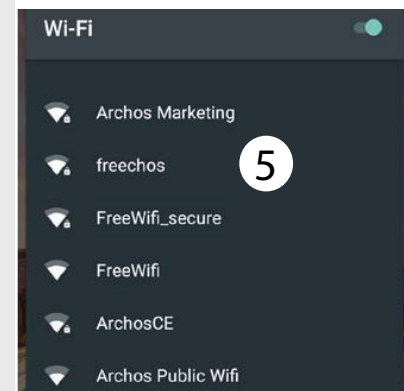 Wi-Fi
Archos Marketing
freechos
5
FreeWifi_secure
FreeWifi
ArchosCE
Archos Public Wifi